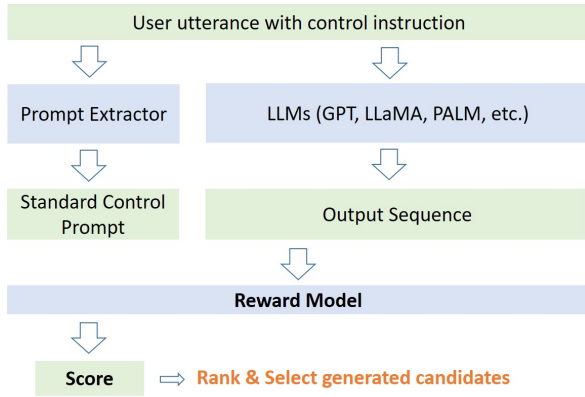 User utterance with control instruction
Prompt Extractor
LLMs (GPT, LLaMA, PALM, etc.)
Standard Control
Prompt
Output Sequence
Reward Model
Score
Rank & Select generated candidates